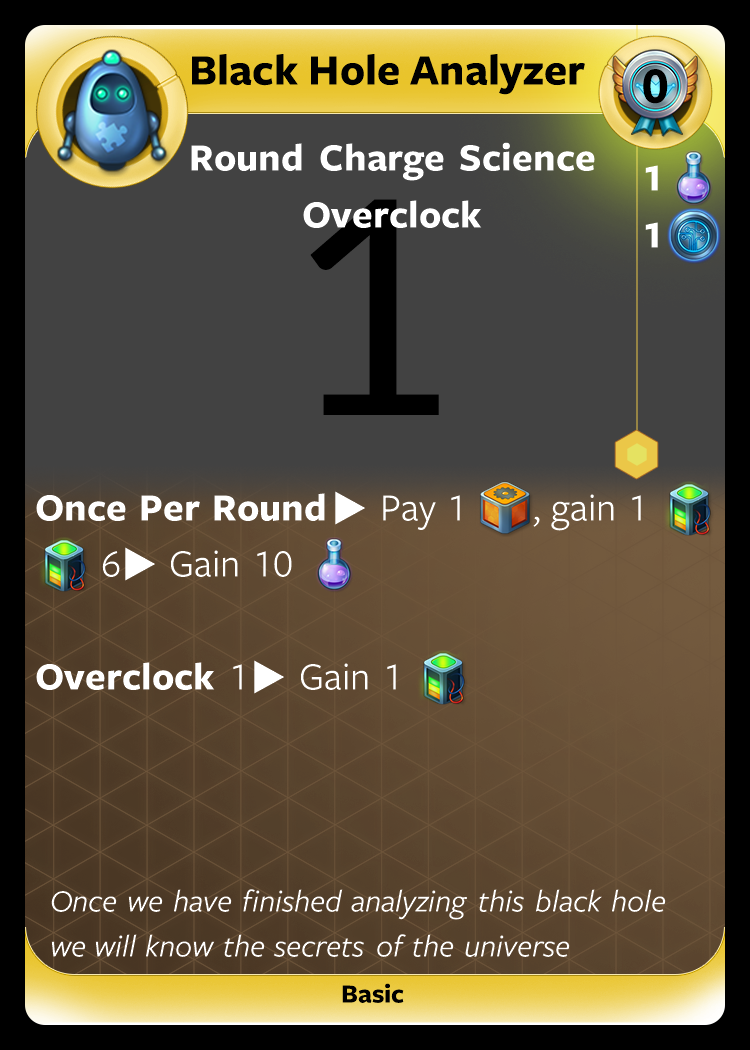 Black Hole Analyzer
0
Round Charge Science
Overclock
1
1
1
Once Per Round▶ Pay 1 , gain 1
6▶ Gain 10
Overclock 1▶ Gain 1
Once we have finished analyzing this black hole
we will know the secrets of the universe
Basic